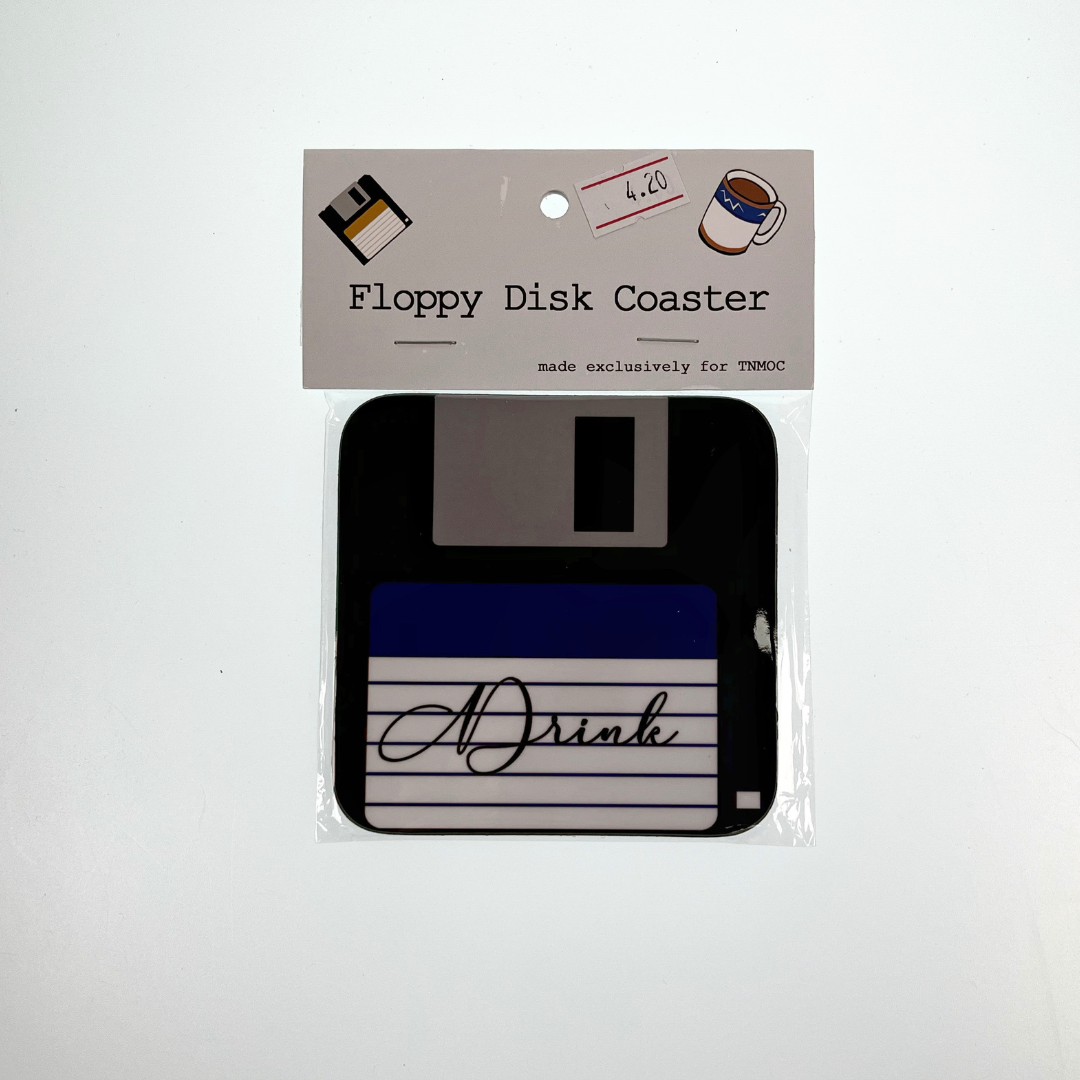 4.20
Floppy Disk Coaster
made exclusively for TNMOC
A Drink